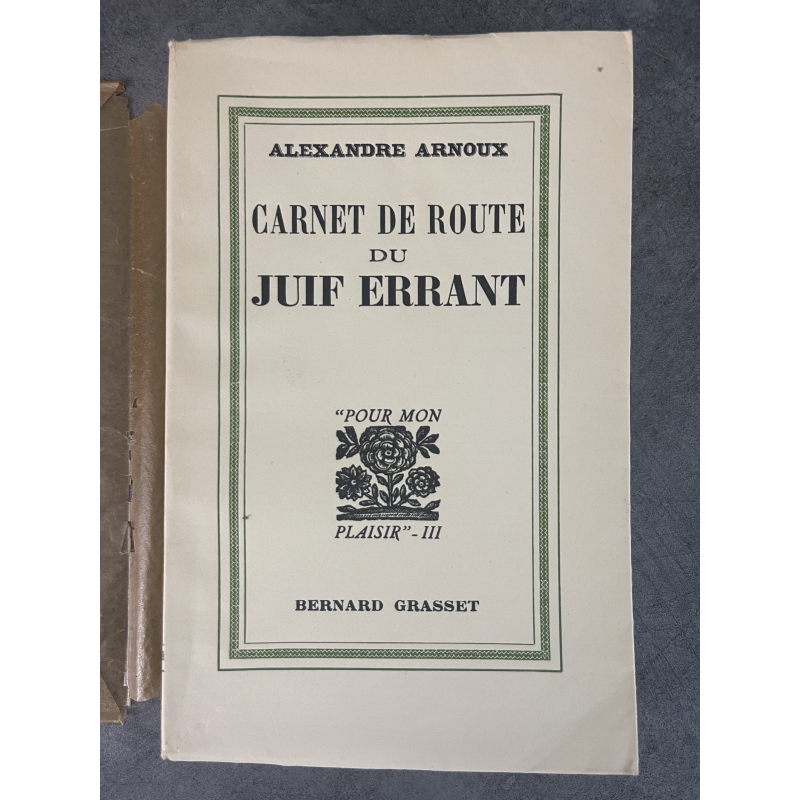 ALEXANDRE ARNOUX
CARNET DE ROUTE
DU
JUIF ERRANT
"POUR MON
PLAISIR" - III
BERNARD GRASSET